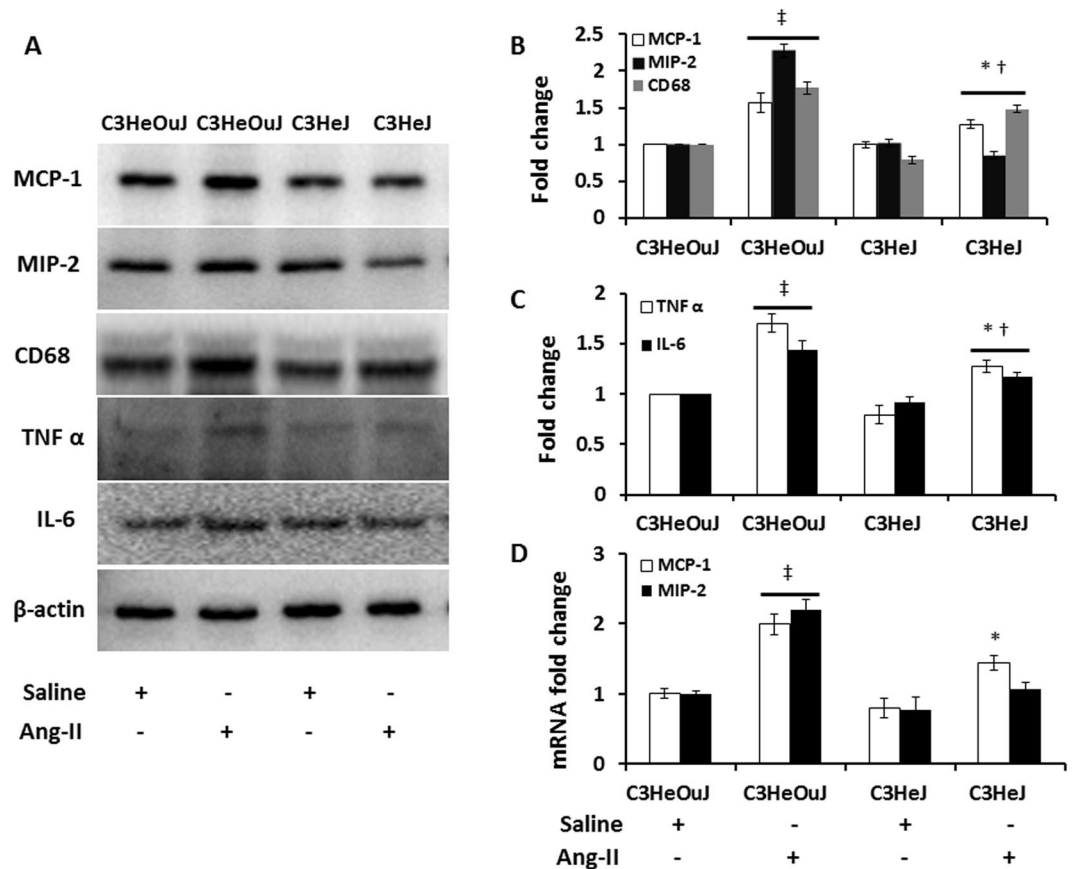 A
C3HeOuJ C3HeOuJ C3HeJ C3HeJ
MCP-1
MIP-2
CD68
TNF α
IL-6
β-actin
Saline + - + -
Ang-II - + - +
B
Fold change
2.5
2
1.5
1
0.5
0
MCP-1
MIP-2
CD68
‡
* †
C3HeOuJ C3HeOuJ C3HeJ C3HeJ
C
Fold change
2
1.5
1
0.5
0
TNF α
IL-6
‡
* †
C3HeOuJ C3HeOuJ C3HeJ C3HeJ
D
mRNA fold change
3
2
1
0
MCP-1
MIP-2
‡
*
C3HeOuJ C3HeOuJ C3HeJ C3HeJ
Saline + - + -
Ang-II - + - +